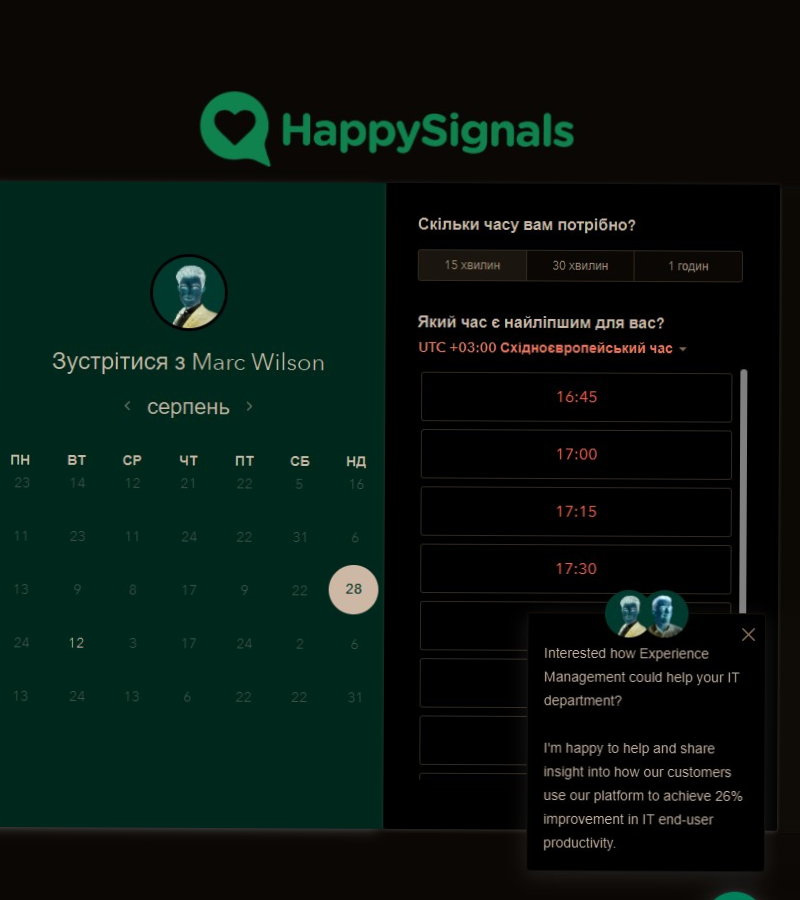 HappySignals
Зустрітися з Marc Wilson
серпень
ПН ВТ СР ЧТ ПТ СБ НД
23 14 12 21 22 5 16
11 23 11 24 22 31 6
13 9 8 17 9 22 28
24 12 3 17 24 2 6
13 24 13 6 22 22 31
Скільки часу вам потрібно?
15 хвилин 30 хвилин 1 годин
Який час є найліпшим для вас?
UTC +03:00 Східноєвропейський час
16:45
17:00
17:15
17:30
Interested how Experience
Management could help your IT
department?
I'm happy to help and share
insight into how our customers
use our platform to achieve 26%
improvement in IT end-user
productivity.